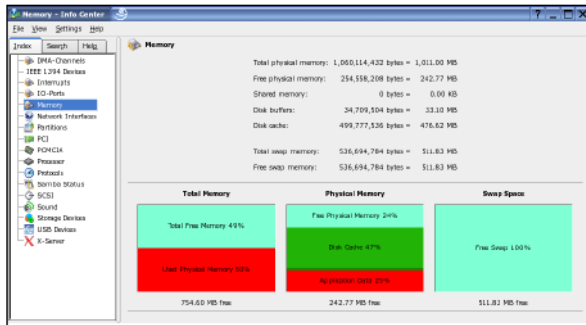 Memory - Info Center
File View Settings Help
Index Search Help
DMA-Channels
IEEE 1394 Devices
Interrupts
IO-Ports
Memory
Network Interfaces
Partitions
PCI
PCMCIA
Processor
Protocols
Samba Status
SCSI
Sound
Storage Devices
USB Devices
X-Server
Memory
Total physical memory: 1,060,114,432 bytes = 1,011.00 MB
Free physical memory: 254,558,208 bytes = 242.77 MB
Shared memory: 0 bytes = 0.00 KB
Disk buffers: 34,709,504 bytes = 33.10 MB
Disk cache: 499,777,536 bytes = 476.62 MB
Total swap memory: 536,694,784 bytes = 511.83 MB
Free swap memory: 536,694,784 bytes = 511.83 MB
Total Memory Physical Memory Swap Space
Total Free Memory 49%
Used Physical Memory 50%
Free Physical Memory 24%
Disk Cache 47%
Application Data 25%
Free Swap 100%
754.60 MB free 242.77 MB free 511.83 MB free